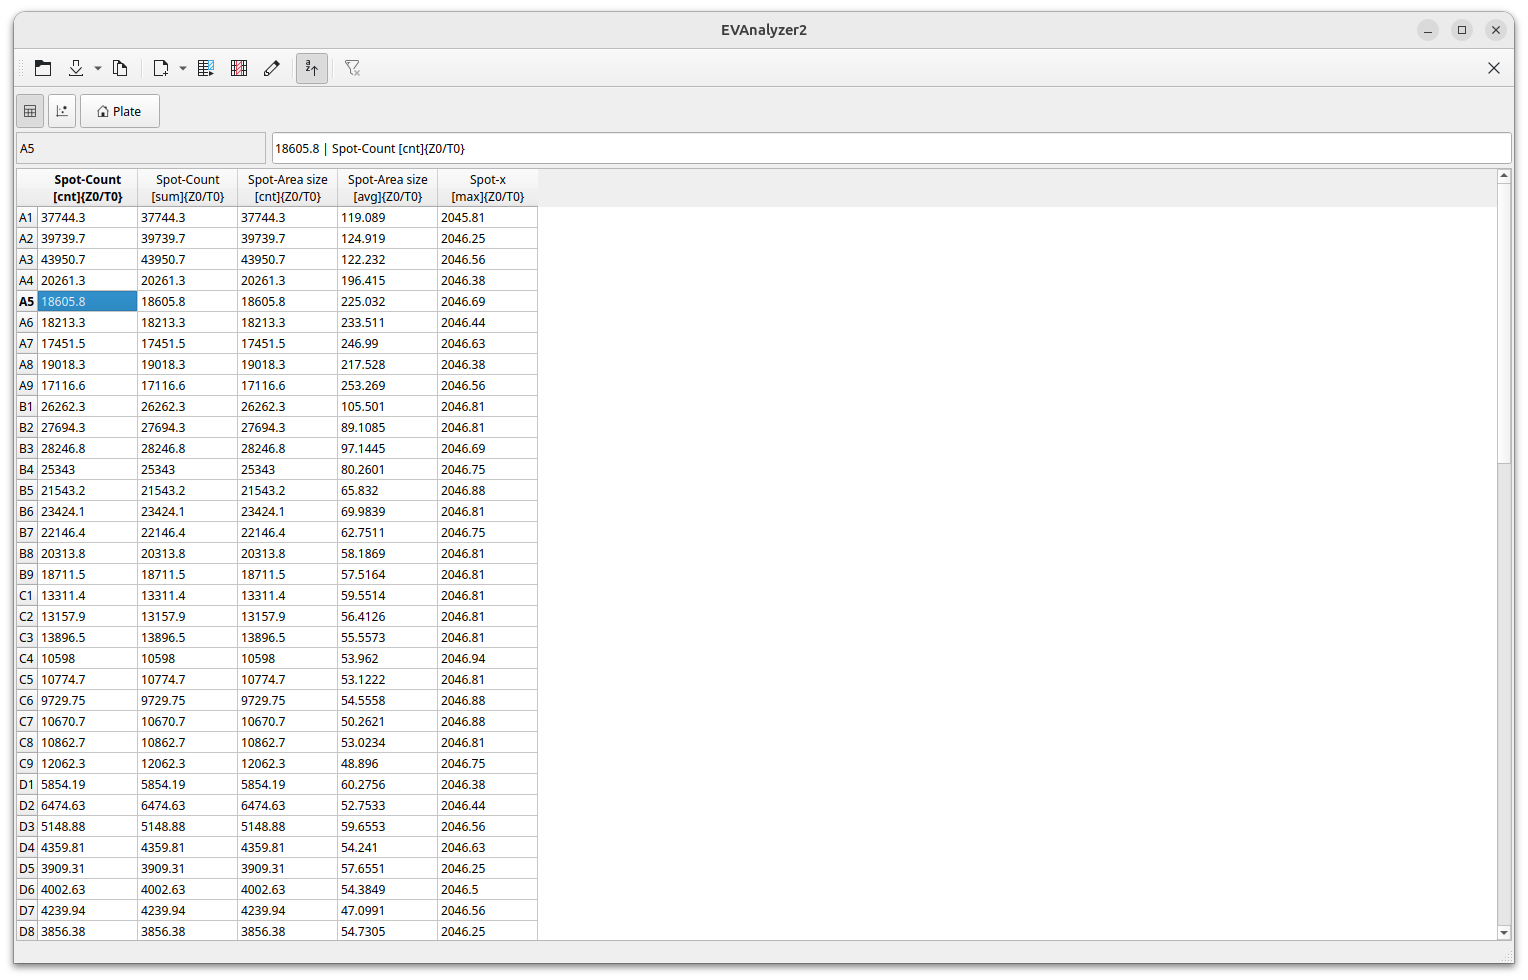 EVAnalyzer2
Plate
A5 18605.8 | Spot-Count [cnt]{Z0/T0}
Spot-Count Spot-Count Spot-Area size Spot-Area size Spot-x
[cnt]{Z0/T0} [sum]{Z0/T0} [cnt]{Z0/T0} [avg]{Z0/T0} [max]{Z0/T0}
A1 37744.3 37744.3 37744.3 119.089 2045.81
A2 39739.7 39739.7 39739.7 124.919 2046.25
A3 43950.7 43950.7 43950.7 122.232 2046.56
A4 20261.3 20261.3 20261.3 196.415 2046.38
A5 18605.8 18605.8 18605.8 225.032 2046.69
A6 18213.3 18213.3 18213.3 233.511 2046.44
A7 17451.5 17451.5 17451.5 246.99 2046.63
A8 19018.3 19018.3 19018.3 217.528 2046.38
A9 17116.6 17116.6 17116.6 253.269 2046.56
B1 26262.3 26262.3 26262.3 105.501 2046.81
B2 27694.3 27694.3 27694.3 89.1085 2046.81
B3 28246.8 28246.8 28246.8 97.1445 2046.69
B4 25343 25343 25343 80.2601 2046.75
B5 21543.2 21543.2 21543.2 65.832 2046.88
B6 23424.1 23424.1 23424.1 69.9839 2046.81
B7 22146.4 22146.4 22146.4 62.7511 2046.75
B8 20313.8 20313.8 20313.8 58.1869 2046.81
B9 18711.5 18711.5 18711.5 57.5164 2046.81
C1 13311.4 13311.4 13311.4 59.5514 2046.81
C2 13157.9 13157.9 13157.9 56.4126 2046.81
C3 13896.5 13896.5 13896.5 55.5573 2046.81
C4 10598 10598 10598 53.962 2046.94
C5 10774.7 10774.7 10774.7 53.1222 2046.81
C6 9729.75 9729.75 9729.75 54.5558 2046.88
C7 10670.7 10670.7 10670.7 50.2621 2046.88
C8 10862.7 10862.7 10862.7 53.0234 2046.81
C9 12062.3 12062.3 12062.3 48.896 2046.75
D1 5854.19 5854.19 5854.19 60.2756 2046.38
D2 6474.63 6474.63 6474.63 52.7533 2046.44
D3 5148.88 5148.88 5148.88 59.6553 2046.56
D4 4359.81 4359.81 4359.81 54.241 2046.63
D5 3909.31 3909.31 3909.31 57.6551 2046.25
D6 4002.63 4002.63 4002.63 54.3849 2046.5
D7 4239.94 4239.94 4239.94 47.0991 2046.56
D8 3856.38 3856.38 3856.38 54.7305 2046.25